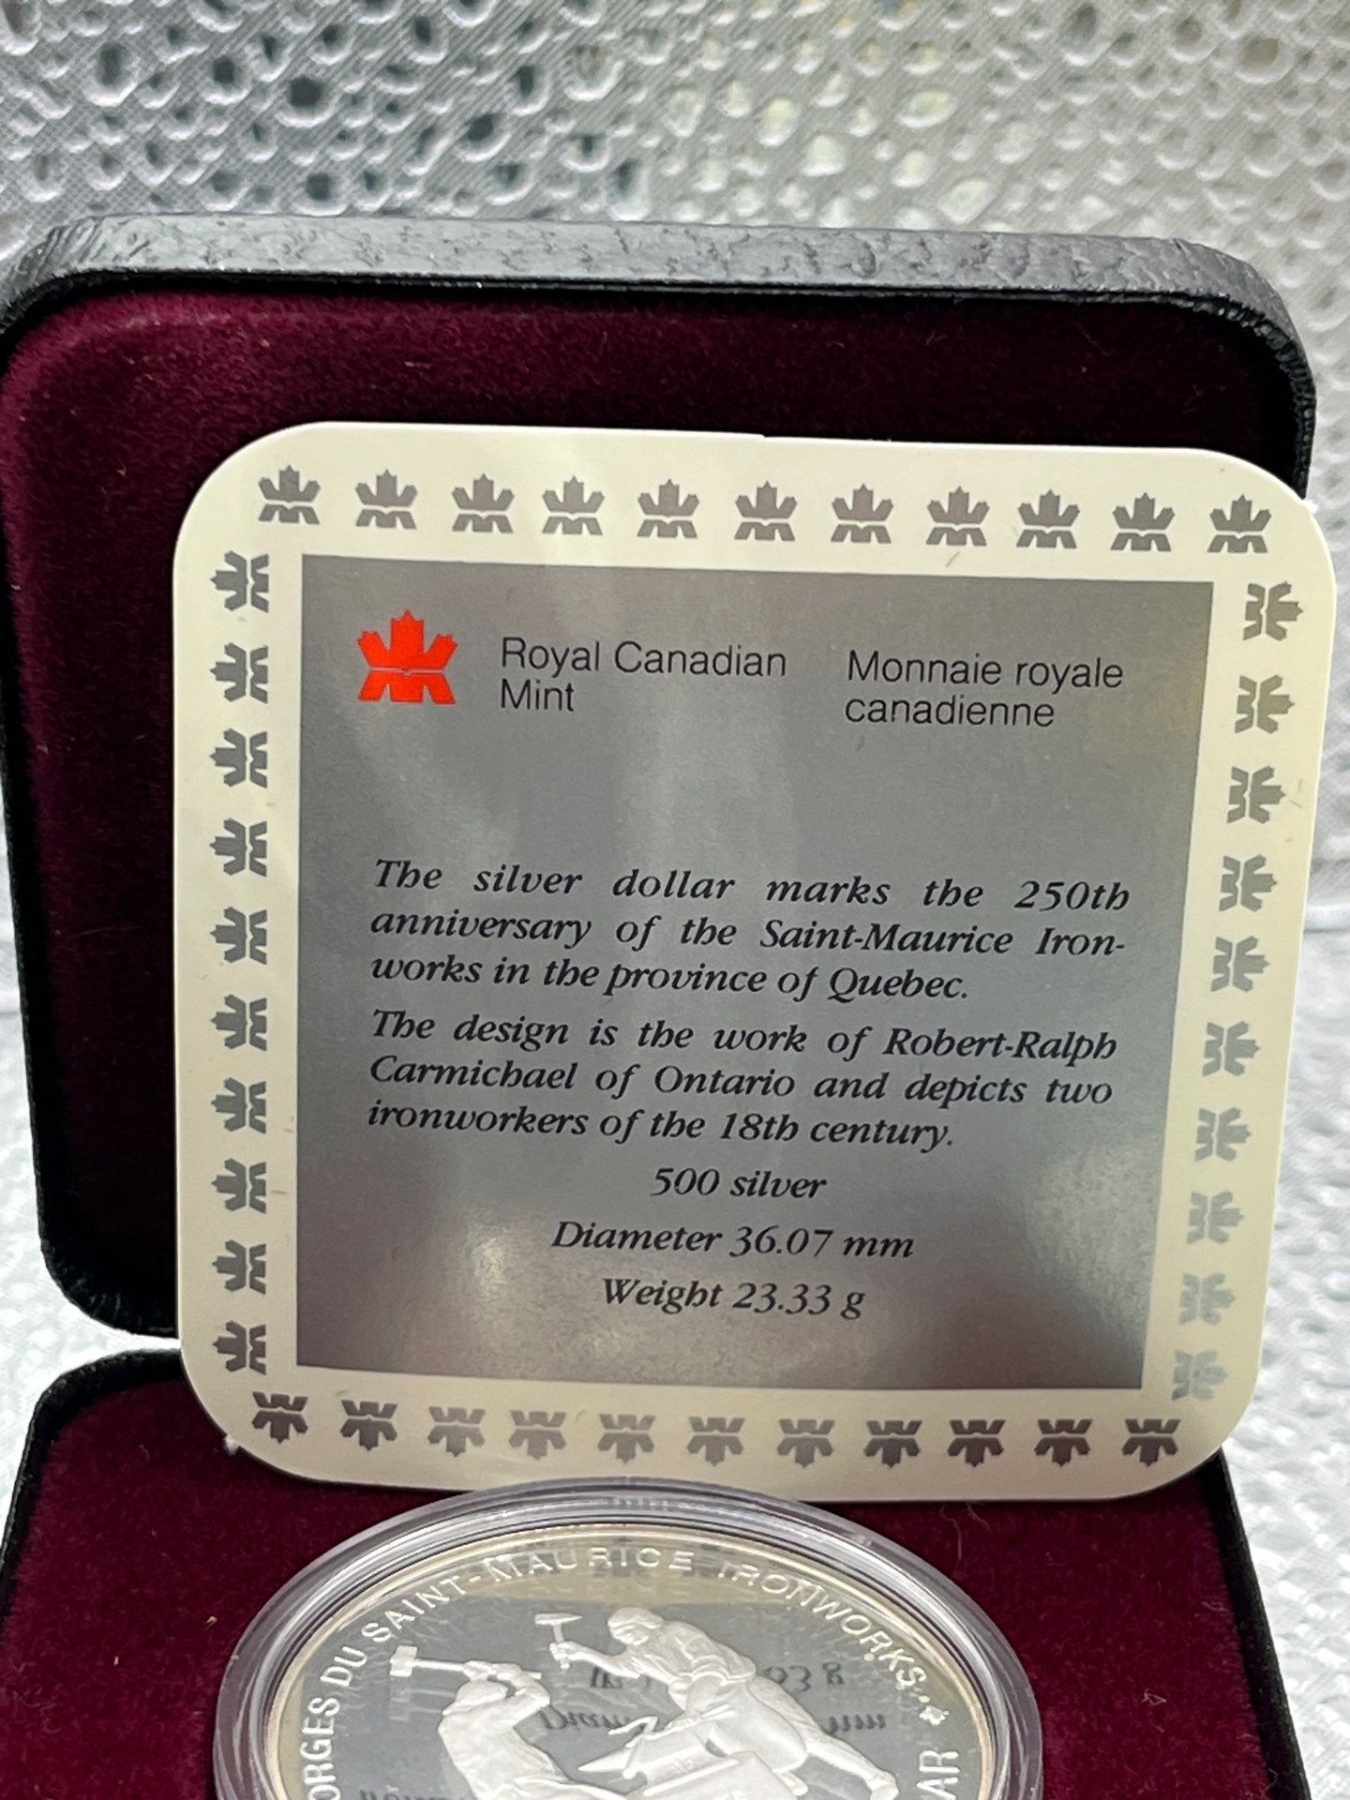 Royal Canadian
Mint
Monnaie royale
canadienne
The silver dollar marks the 250th
anniversary of the Saint-Maurice Iron-
works in the province of Quebec.
The design is the work of Robert-Ralph
Carmichael of Ontario and depicts two
ironworkers of the 18th century.
500 silver
Diameter 36.07 mm
Weight 23.33 g
DU SAINT-MAURICE IRONWORKS